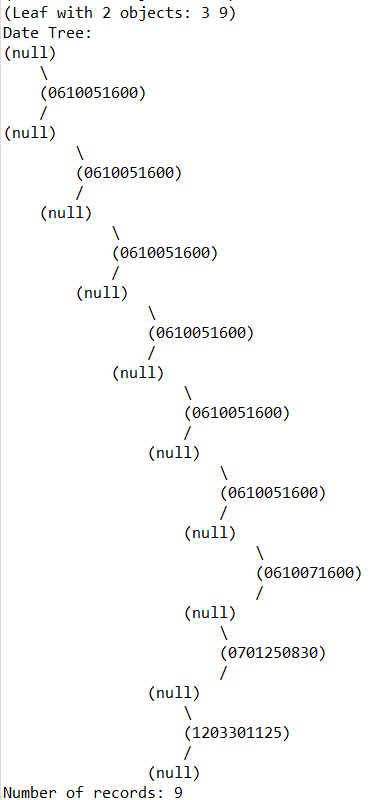 (Leaf with 2 objects: 3 9)
Date Tree:
(null)
\
(0610051600)
/
(null)
\
(0610051600)
/
(null)
\
(0610051600)
/
(null)
\
(0610051600)
/
(null)
\
(0610051600)
/
(null)
\
(0610051600)
/
(null)
\
(0610071600)
/
(null)
\
(0701250830)
/
(null)
\
(1203301125)
/
(null)
Number of records: 9